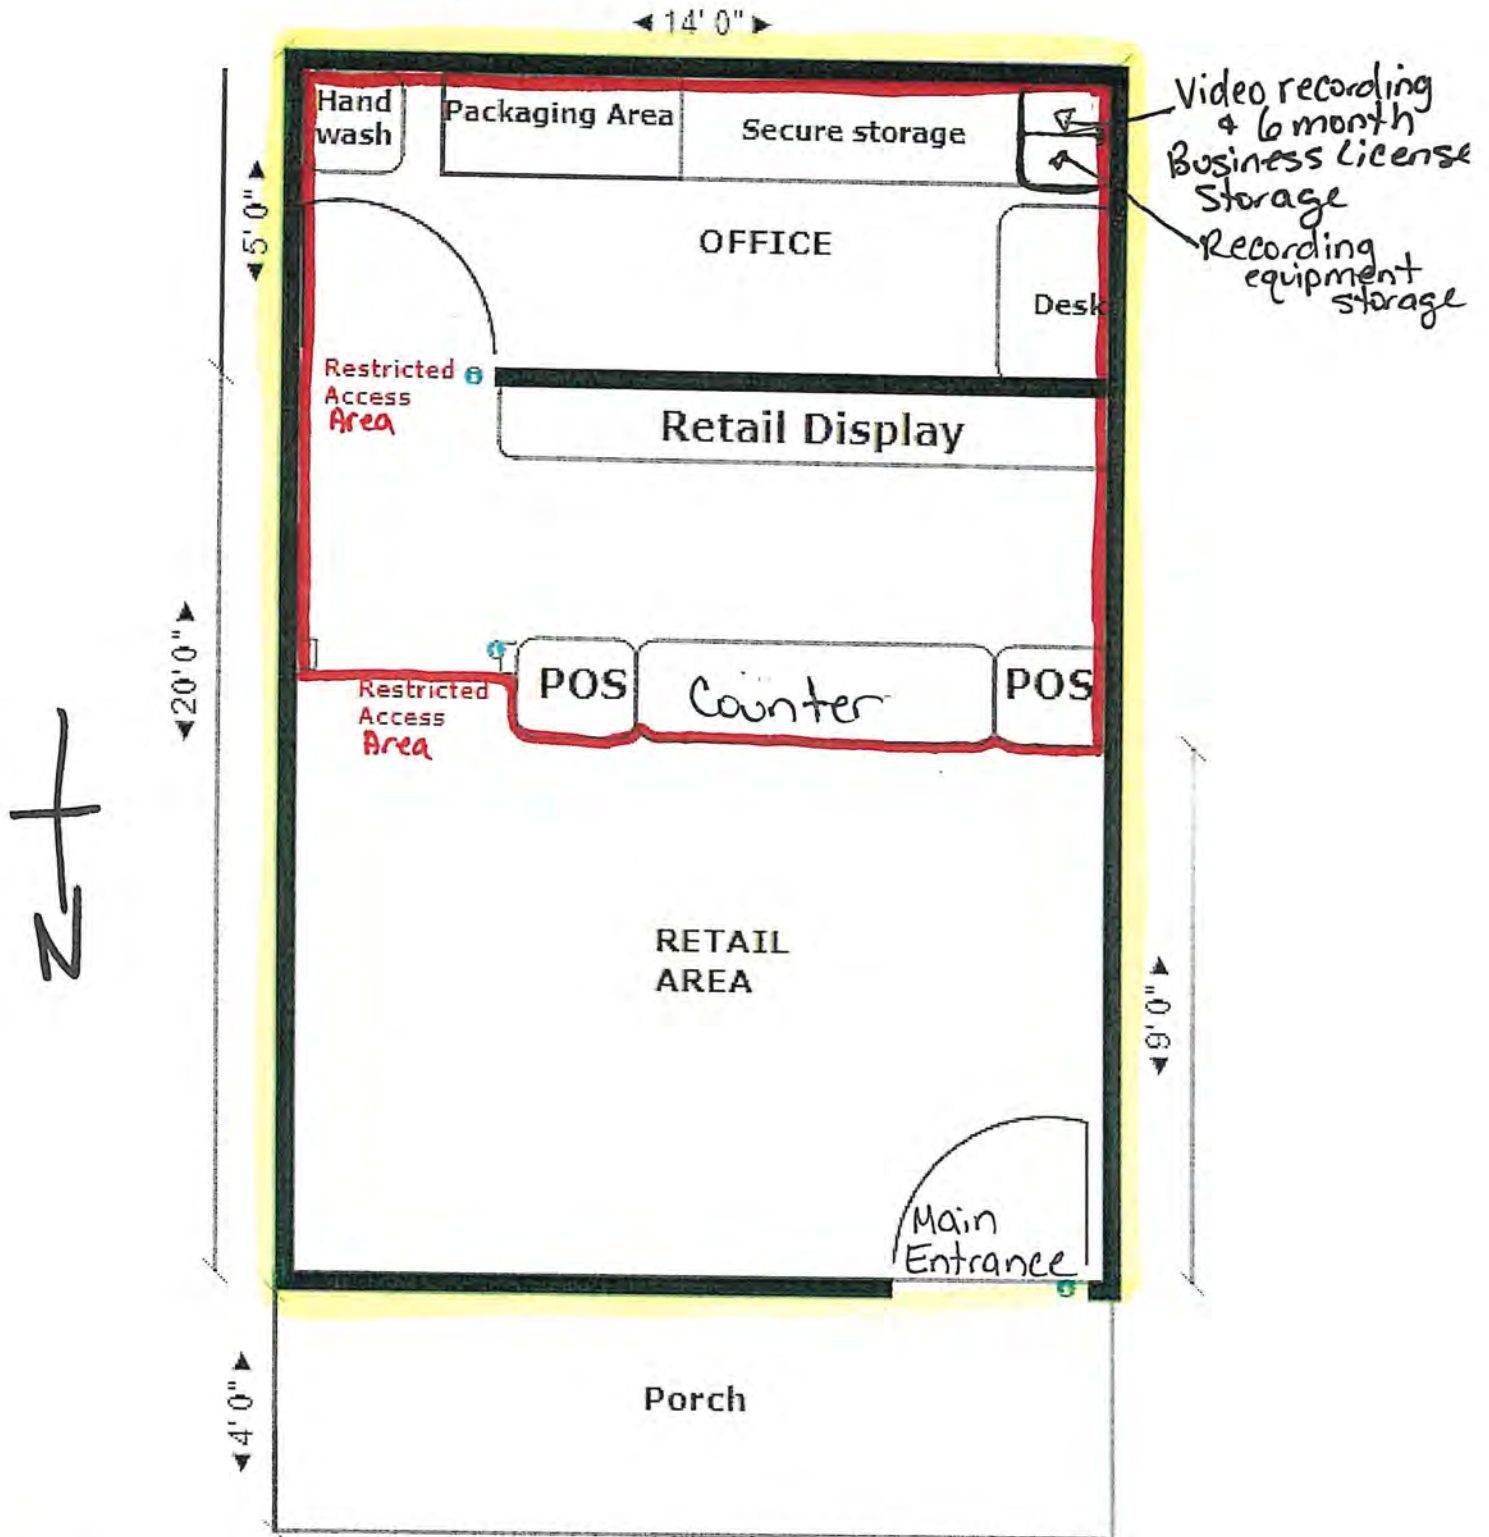 14' 0"
Hand
wash
Packaging Area
Secure storage
Video recording
& 6 month
Business License
Storage
Recording
equipment
storage
5' 0"
OFFICE
Desk
Restricted
Access
Area
Retail Display
20' 0"
POS
Counter
POS
Restricted
Access
Area
N
RETAIL
AREA
9' 0"
Main
Entrance
4' 0"
Porch